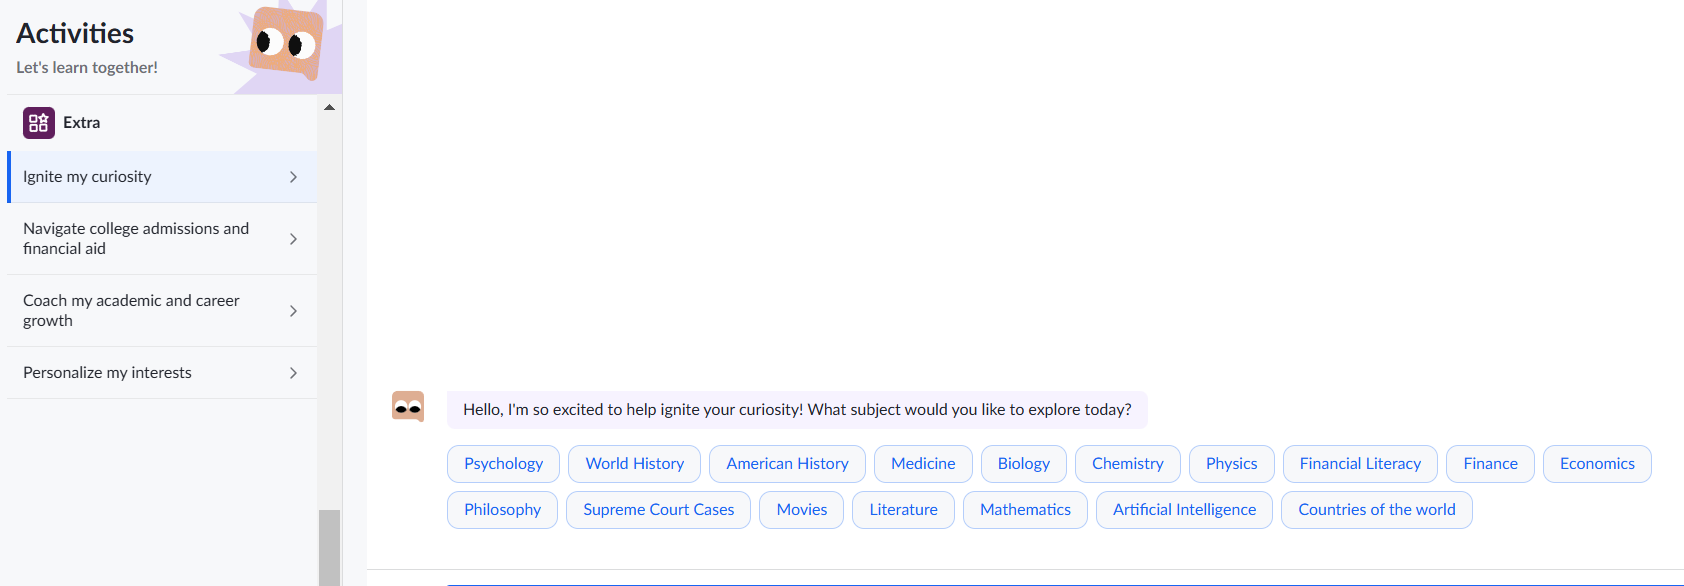 Activities
Let's learn together!
Extra
Ignite my curiosity
Navigate college admissions and
financial aid
Coach my academic and career
growth
Personalize my interests
Hello, I'm so excited to help ignite your curiosity! What subject would you like to explore today?
Psychology World History American History Medicine Biology Chemistry Physics Financial Literacy Finance Economics
Philosophy Supreme Court Cases Movies Literature Mathematics Artificial Intelligence Countries of the world